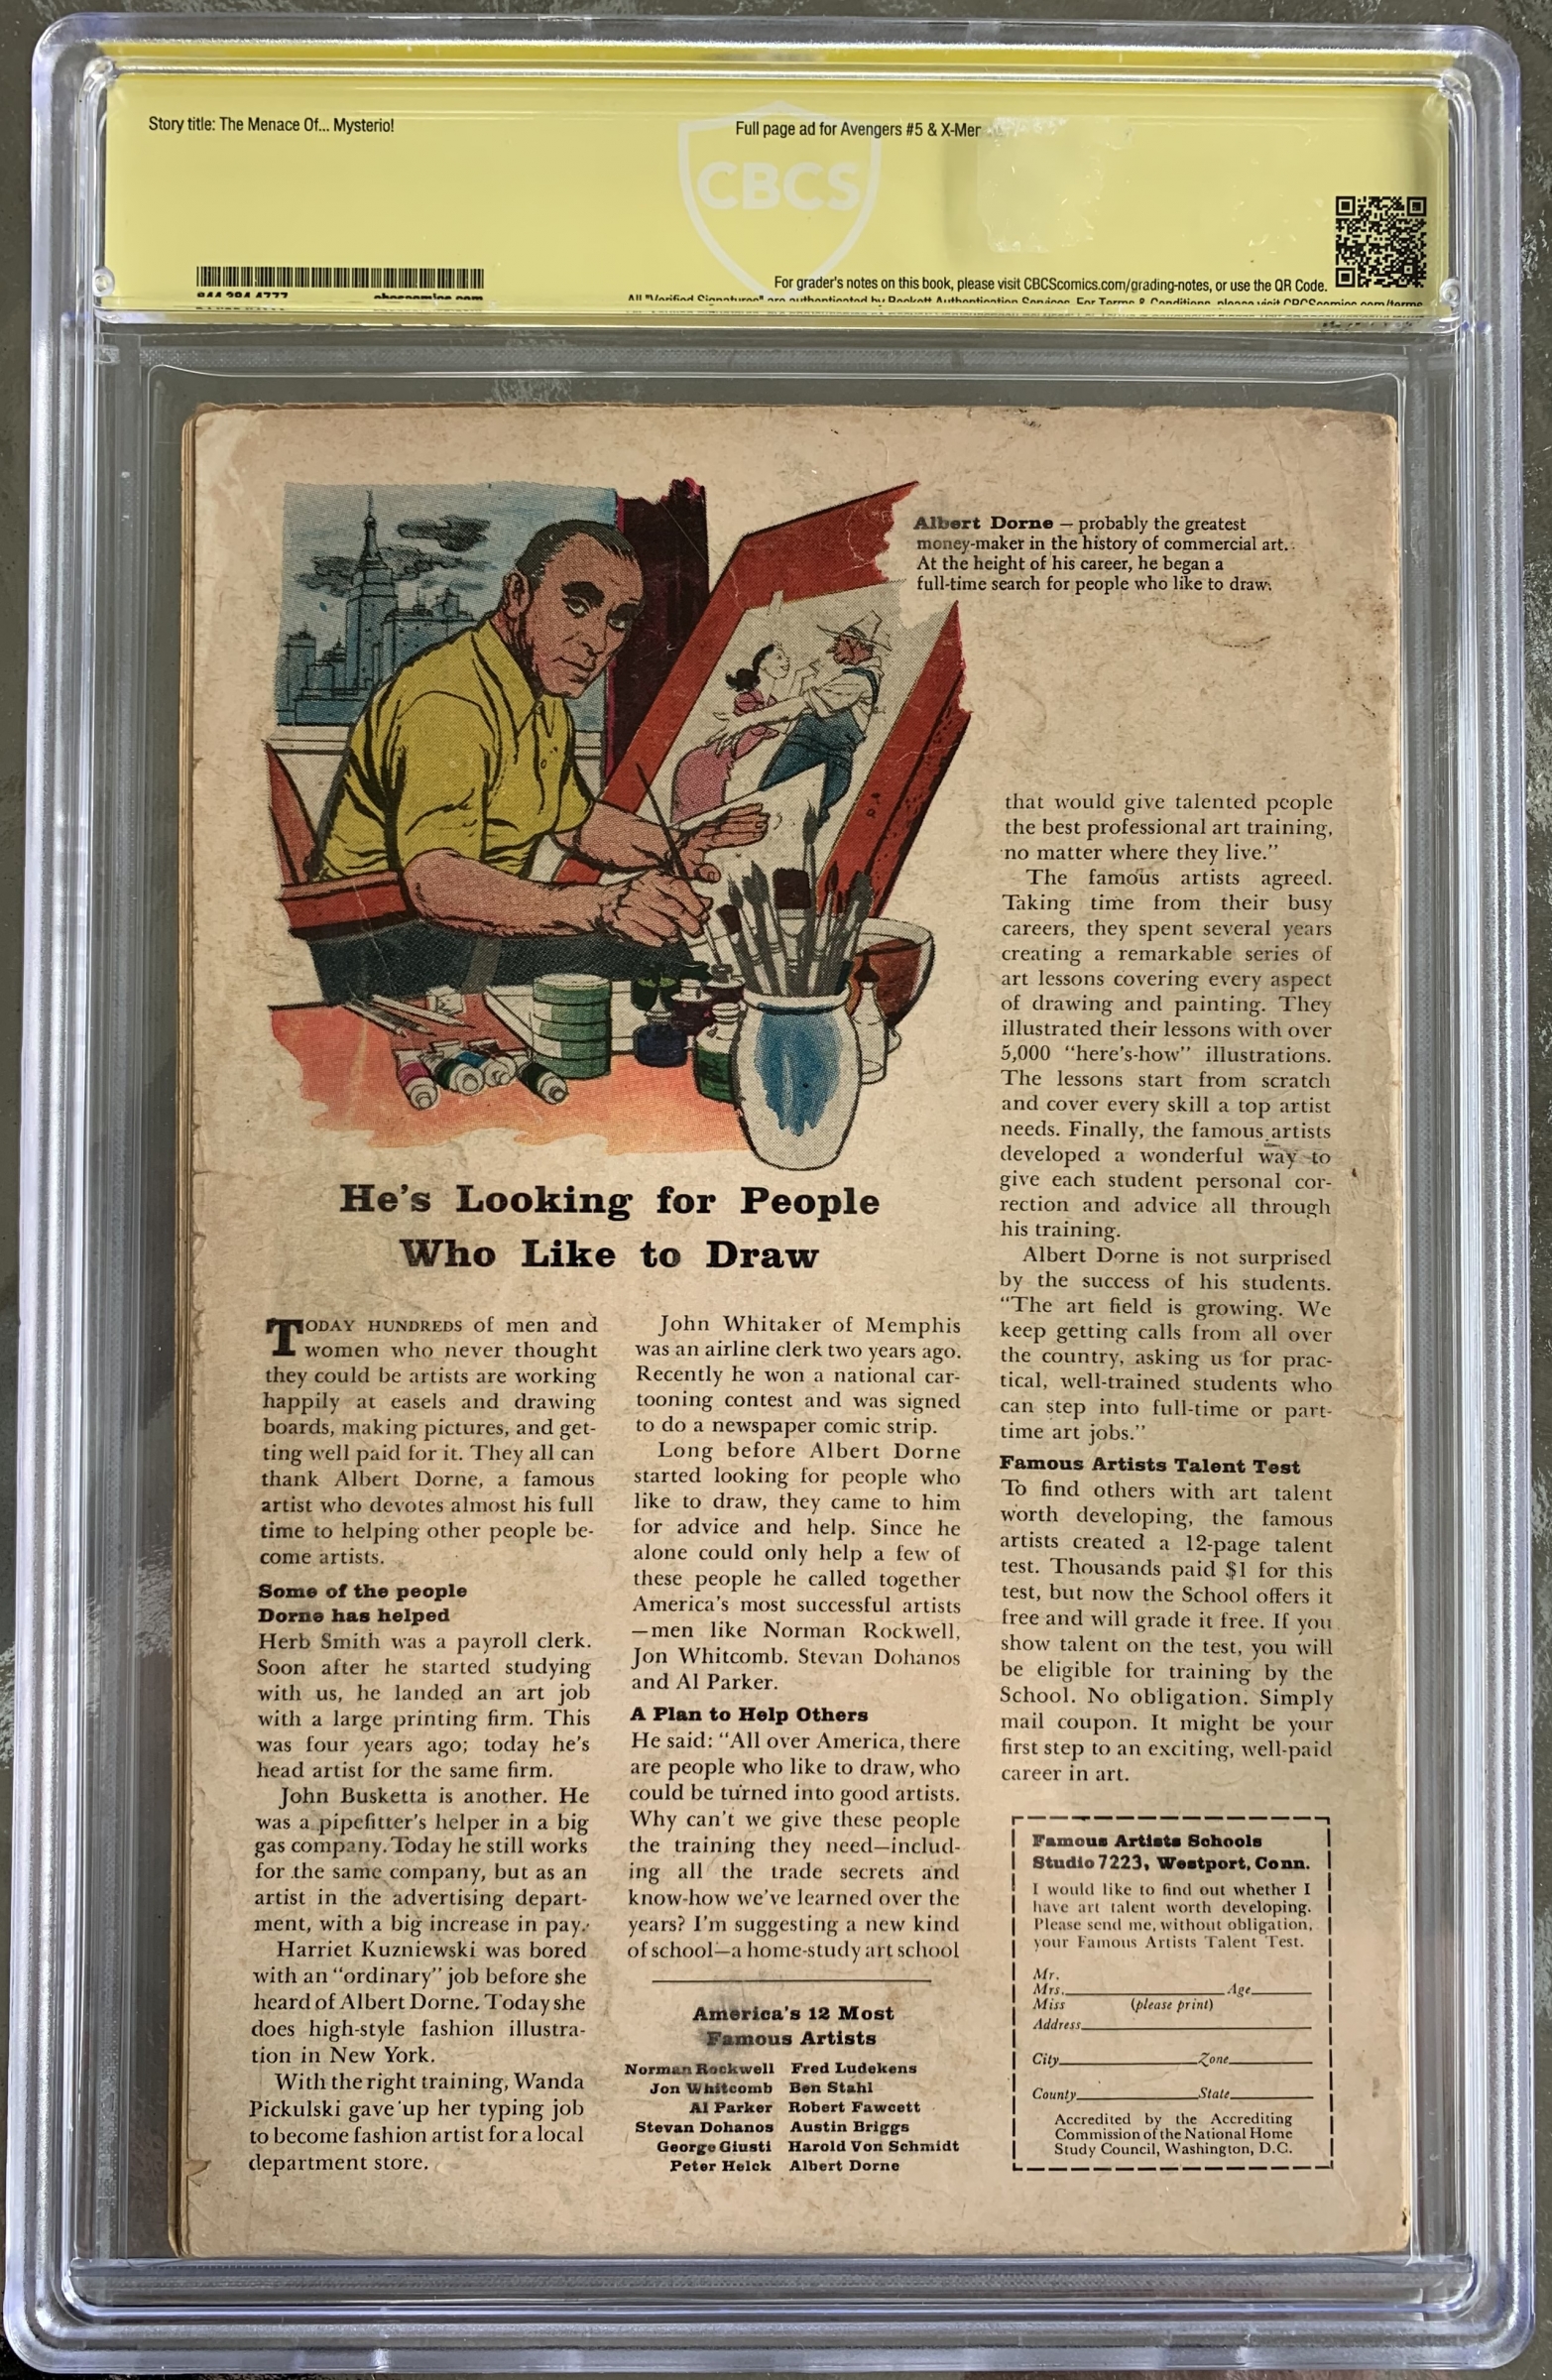 Story title: The Menace Of... Mysterio!
Full page ad for Avengers #5 & X-Mer
CBCS
For grader's notes on this book, please visit CBCScomics.com/grading-notes, or use the QR Code.
All "Verified Signatures" are authenticated by Beckett Authentication Services. For Terms & Conditions, please visit CBCScomics.com/terms
Albert Dorne – probably the greatest
money-maker in the history of commercial art.
At the height of his career, he began a
full-time search for people who like to draw.
He's Looking for People
Who Like to Draw
TODAY HUNDREDS of men and
women who never thought
they could be artists are working
happily at easels and drawing
boards, making pictures, and get-
ting well paid for it. They all can
thank Albert Dorne, a famous
artist who devotes almost his full
time to helping other people be-
come artists.
Some of the people
Dorne has helped
Herb Smith was a payroll clerk.
Soon after he started studying
with us, he landed an art job
with a large printing firm. This
was four years ago; today he's
head artist for the same firm.
John Busketta is another. He
was a pipefitter's helper in a big
gas company. Today he still works
for the same company, but as an
artist in the advertising depart-
ment, with a big increase in pay.
Harriet Kuzniewski was bored
with an "ordinary" job before she
heard of Albert Dorne. Today she
does high-style fashion illustra-
tion in New York.
With the right training, Wanda
Pickulski gave up her typing job
to become fashion artist for a local
department store.
John Whitaker of Memphis
was an airline clerk two years ago.
Recently he won a national car-
tooning contest and was signed
to do a newspaper comic strip.
Long before Albert Dorne
started looking for people who
like to draw, they came to him
for advice and help. Since he
alone could only help a few of
these people he called together
America's most successful artists
—men like Norman Rockwell,
Jon Whitcomb. Stevan Dohanos
and Al Parker.
A Plan to Help Others
He said: "All over America, there
are people who like to draw, who
could be turned into good artists.
Why can't we give these people
the training they need—includ-
ing all the trade secrets and
know-how we've learned over the
years? I'm suggesting a new kind
of school—a home-study art school
America's 12 Most
Famous Artists
Norman Rockwell Fred Ludekens
Jon Whitcomb Ben Stahl
Al Parker Robert Fawcett
Stevan Dohanos Austin Briggs
George Giusti Harold Von Schmidt
Peter Helck Albert Dorne
that would give talented people
the best professional art training,
no matter where they live."
The famous artists agreed.
Taking time from their busy
careers, they spent several years
creating a remarkable series of
art lessons covering every aspect
of drawing and painting. They
illustrated their lessons with over
5,000 "here's-how" illustrations.
The lessons start from scratch
and cover every skill a top artist
needs. Finally, the famous artists
developed a wonderful way to
give each student personal cor-
rection and advice all through
his training.
Albert Dorne is not surprised
by the success of his students.
"The art field is growing. We
keep getting calls from all over
the country, asking us for prac-
tical, well-trained students who
can step into full-time or part-
time art jobs."
Famous Artists Talent Test
To find others with art talent
worth developing, the famous
artists created a 12-page talent
test. Thousands paid $1 for this
test, but now the School offers it
free and will grade it free. If you
show talent on the test, you will
be eligible for training by the
School. No obligation. Simply
mail coupon. It might be your
first step to an exciting, well-paid
career in art.
Famous Artists Schools
Studio 7223, Westport, Conn.
I would like to find out whether I
have art talent worth developing.
Please send me, without obligation,
your Famous Artists Talent Test.
Mr.
Mrs. Age
Miss (please print)
Address
City Zone
County State
Accredited by the Accrediting
Commission of the National Home
Study Council, Washington, D.C.